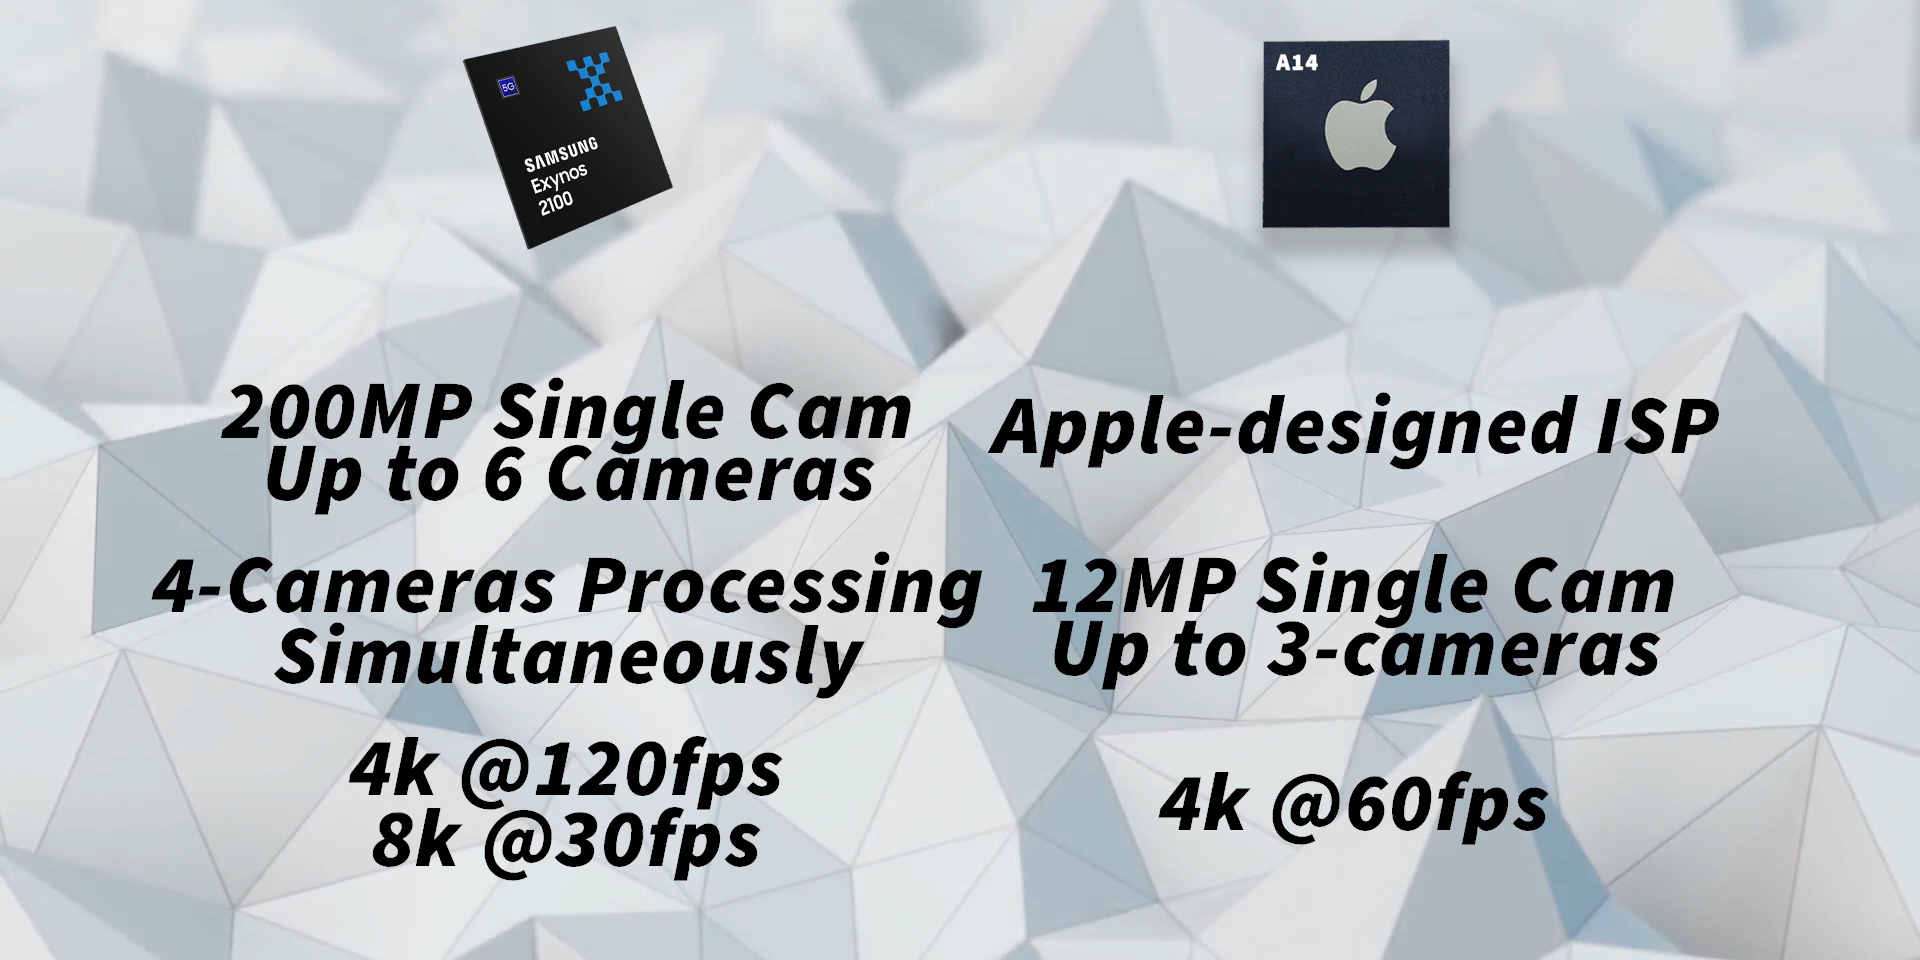 5G
SAMSUNG
Exynos
2100
200MP Single Cam
Up to 6 Cameras
4-Cameras Processing
Simultaneously
4k @120fps
8k @30fps
A14
Apple-designed ISP
12MP Single Cam
Up to 3-cameras
4k @60fps